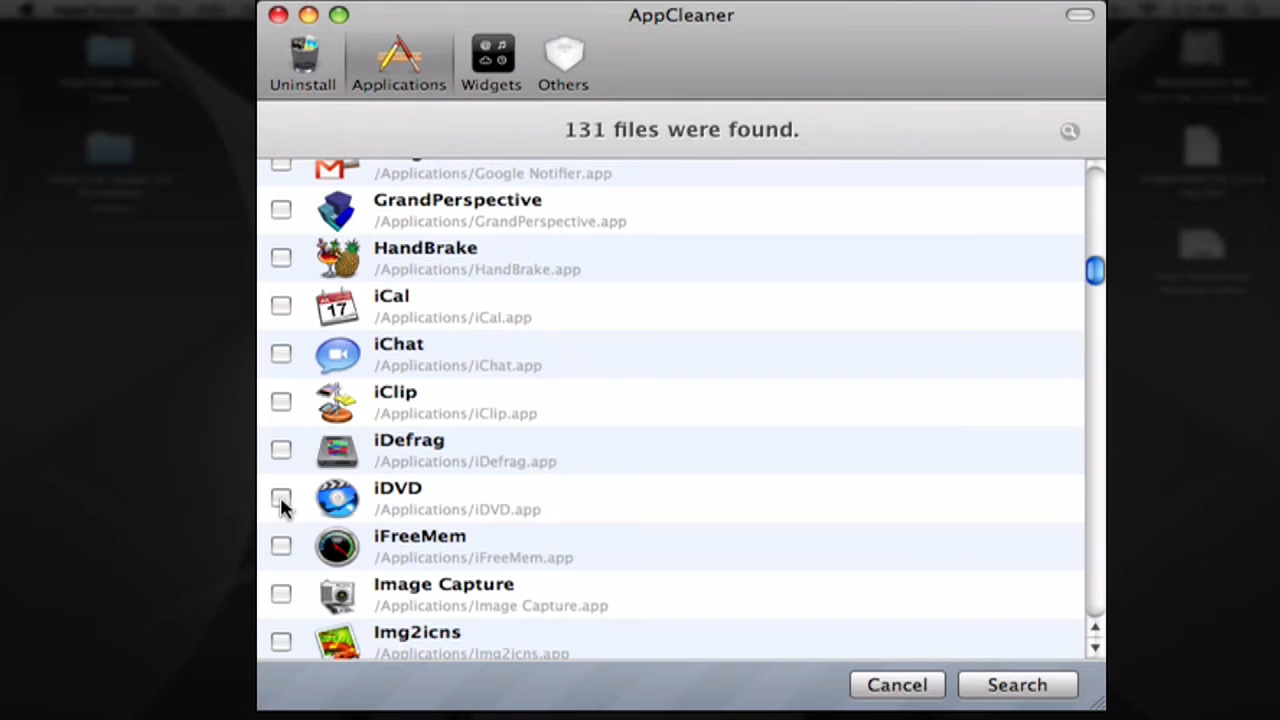 AppCleaner
Uninstall Applications Widgets Others
131 files were found.
/Applications/Google Notifier.app
GrandPerspective
/Applications/GrandPerspective.app
HandBrake
/Applications/HandBrake.app
17
iCal
/Applications/iCal.app
iChat
/Applications/iChat.app
iClip
/Applications/iClip.app
iDefrag
/Applications/iDefrag.app
iDVD
/Applications/iDVD.app
iFreeMem
/Applications/iFreeMem.app
Image Capture
/Applications/Image Capture.app
Img2icns
/Applications/Img2icns.app
Cancel Search